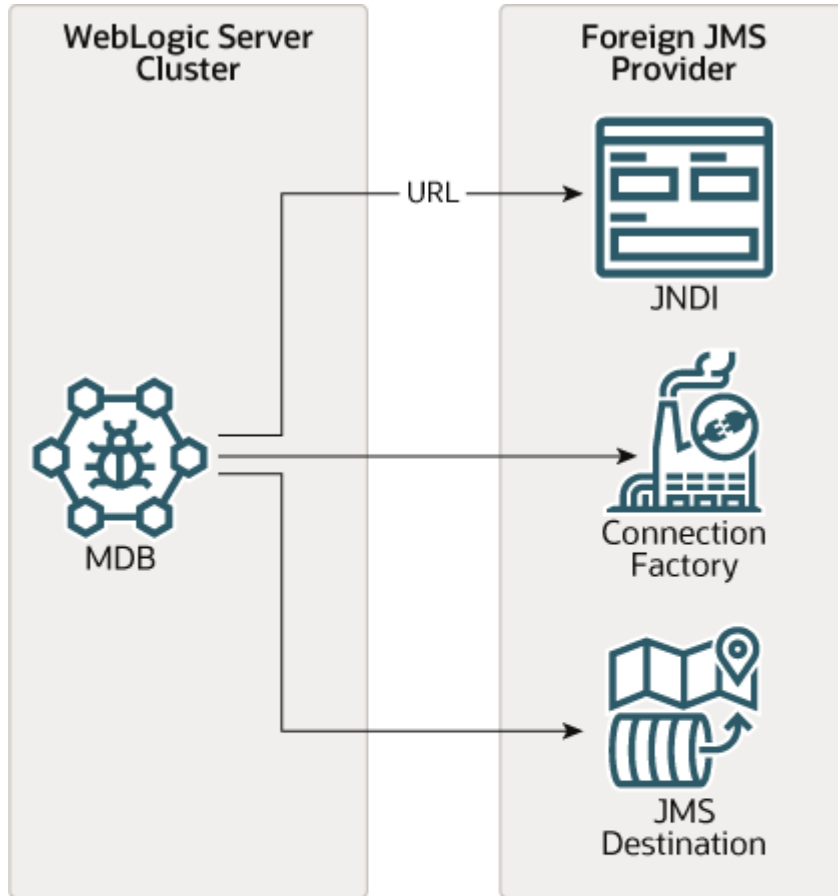 WebLogic Server
Cluster
Foreign JMS
Provider
URL
JNDI
MDB
Connection
Factory
JMS
Destination